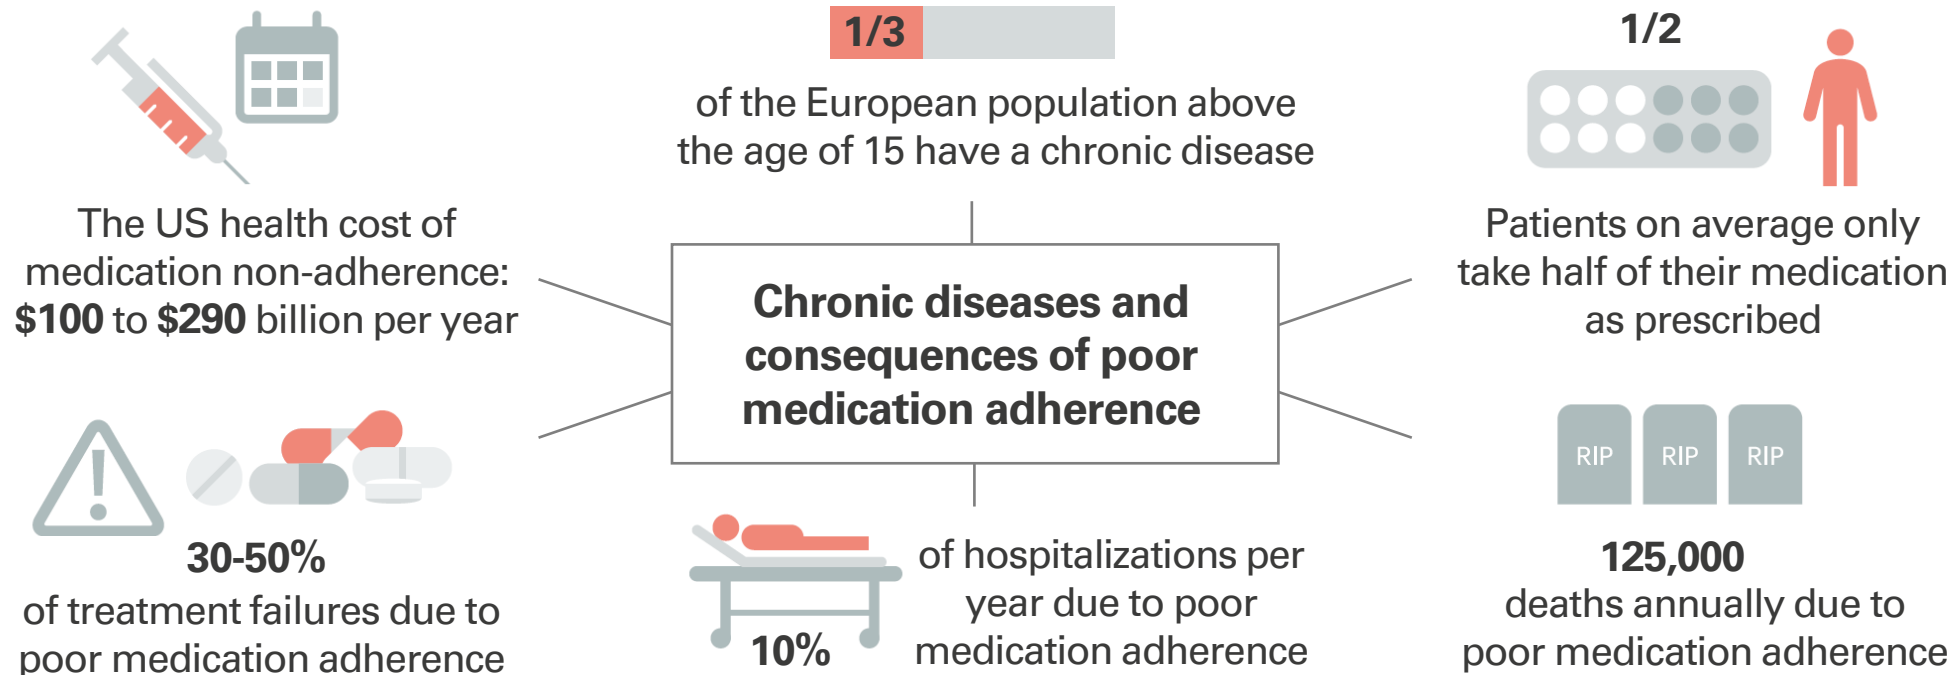 1/3
of the European population above
the age of 15 have a chronic disease
1/2
Patients on average only
take half of their medication
as prescribed
The US health cost of
medication non-adherence:
$100 to $290 billion per year
Chronic diseases and
consequences of poor
medication adherence
30-50%
of treatment failures due to
poor medication adherence
10%
of hospitalizations per
year due to poor
medication adherence
RIP RIP RIP
125,000
deaths annually due to
poor medication adherence